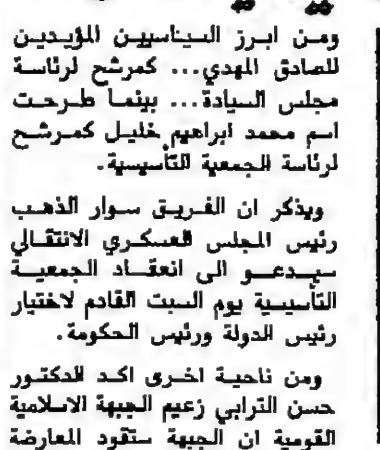 ومن ابرز السياسيين المؤيدين
للصادق المهدي... كمرشح لرئاسة
مجلس السيادة... بينما طرحت
اسم محمد ابراهيم خليل كمرشح
لرئاسة الجمعية التأسيسية.
ويذكر ان الفريق سوار الذهب
رئيس المجلس العسكري الانتقالي
سيدعو الى انعقاد الجمعية
التأسيسية يوم السبت القادم لاختيار
رئيس الدولة ورئيس الحكومة.
ومن ناحية اخرى اكد الدكتور
حسن الترابي زعيم الجبهة الاسلامية
القومية ان الجبهة ستقود المعارضة